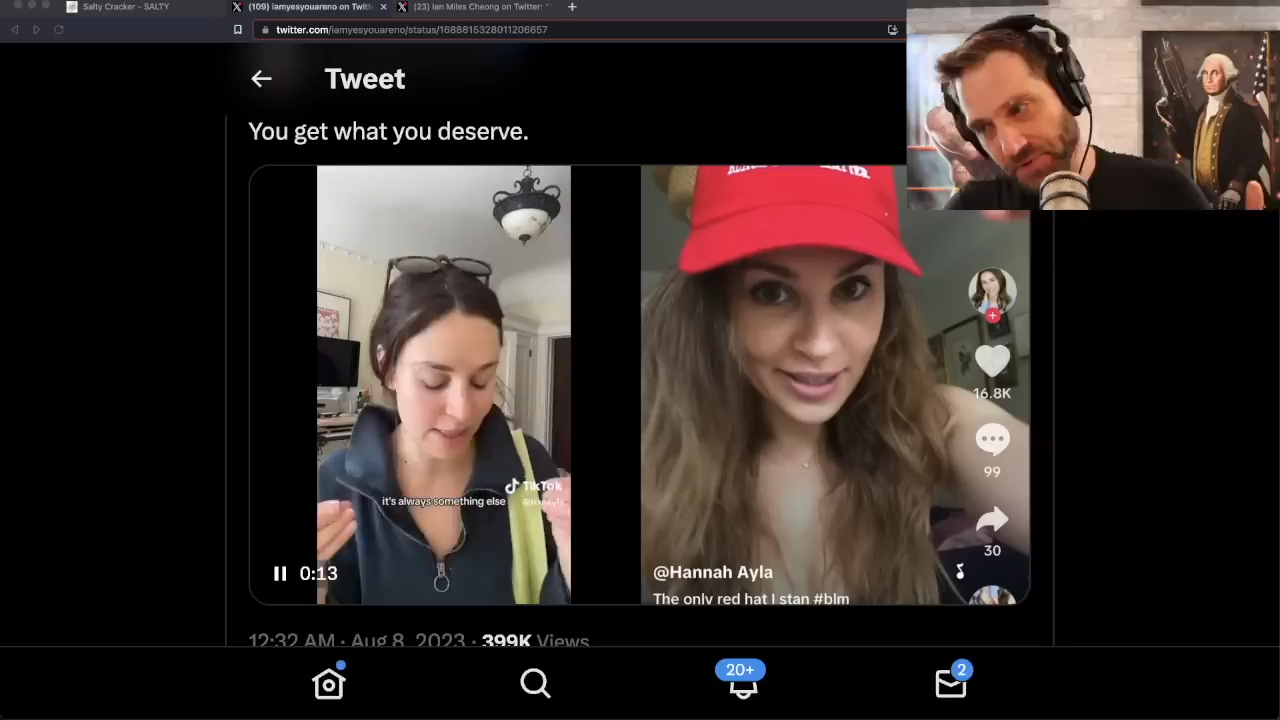 Salty Cracker - SALTY
(109) iamyesyouareno on Twitt
(23) Ian Miles Cheong on Twitter: "
twitter.com/iamyesyouareno/status/1688815328011206657
Tweet
You get what you deserve.
it's always something else
TikTok
0:13
16.8K
99
30
@Hannah Ayla
The only red hat I stan #blm
12:32 AM · Aug 8, 2023 · 399K Views
20+
2